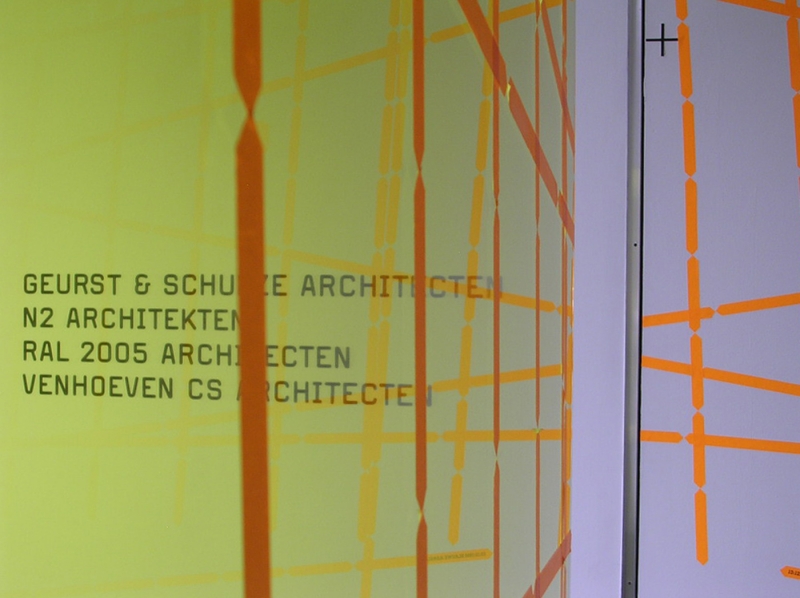 GEURST & SCHULZE ARCHITECTEN
N2 ARCHITEKTEN
RAL 2005 ARCHITECTEN
VENHOEVEN CS ARCHITECTEN